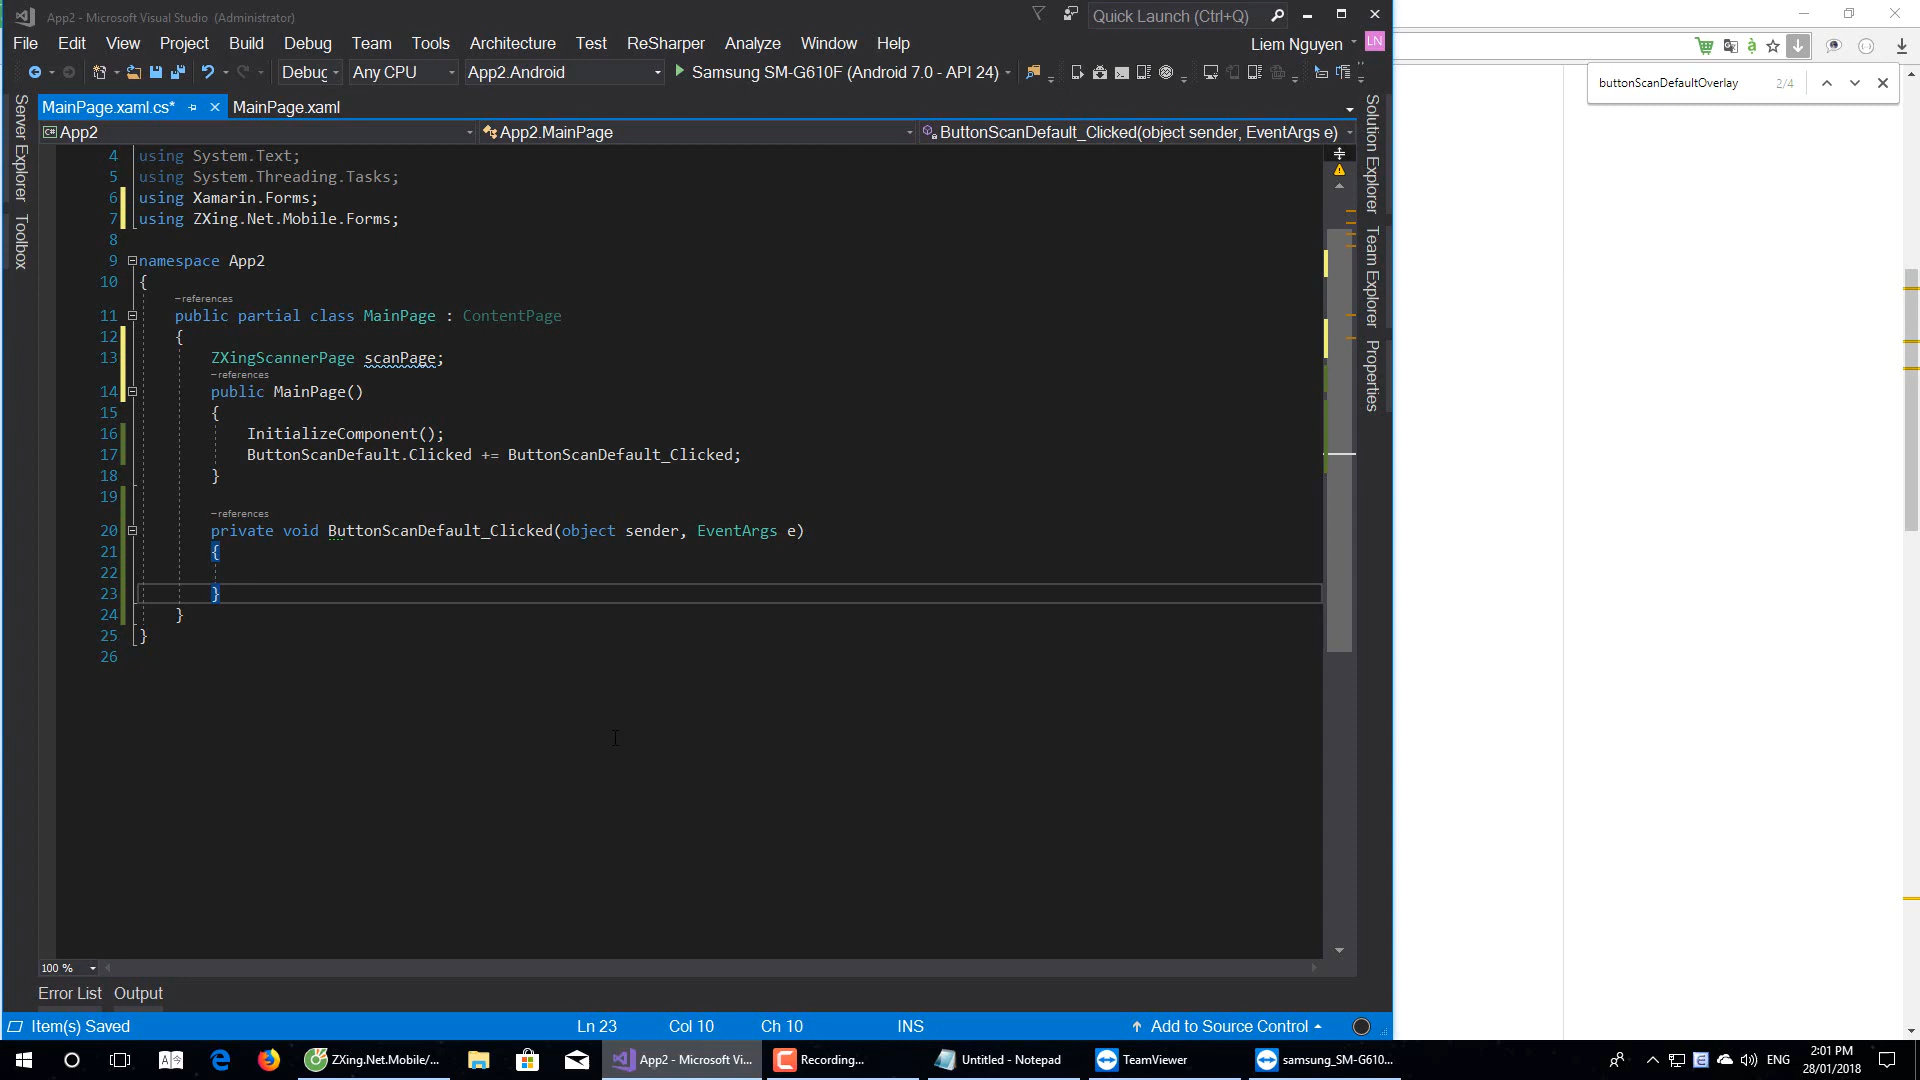 App2 - Microsoft Visual Studio (Administrator)
Quick Launch (Ctrl+Q)
File Edit View Project Build Debug Team Tools Architecture Test ReSharper Analyze Window Help
Liem Nguyen LN
Debug Any CPU App2.Android Samsung SM-G610F (Android 7.0 - API 24)
buttonScanDefaultOverlay 2/4
Server Explorer
Toolbox
MainPage.xaml.cs* MainPage.xaml
App2 App2.MainPage ButtonScanDefault_Clicked(object sender, EventArgs e)
Solution Explorer
Team Explorer
Properties
4 using System.Text;
5 using System.Threading.Tasks;
6 using Xamarin.Forms;
7 using ZXing.Net.Mobile.Forms;
8
9 namespace App2
10 {
–references
11 public partial class MainPage : ContentPage
12 {
13 ZXingScannerPage scanPage;
–references
14 public MainPage()
15 {
16 InitializeComponent();
17 ButtonScanDefault.Clicked += ButtonScanDefault_Clicked;
18 }
19
–references
20 private void ButtonScanDefault_Clicked(object sender, EventArgs e)
21 {
22
23 }
24 }
25 }
26
100 %
Error List Output
Item(s) Saved Ln 23 Col 10 Ch 10 INS Add to Source Control
ZXing.Net.Mobile/... App2 - Microsoft Vi... Recording... Untitled - Notepad TeamViewer samsung_SM-G610... ENG
2:01 PM
28/01/2018